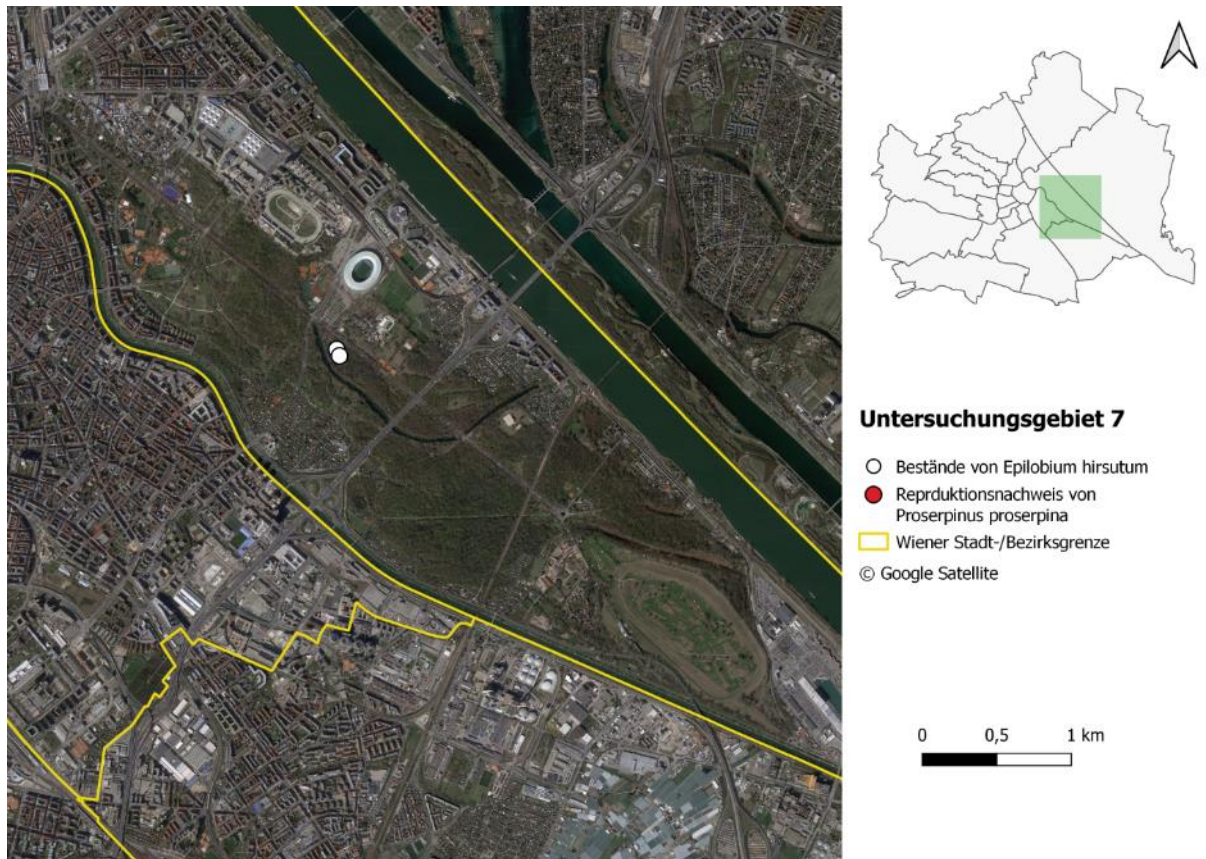 Untersuchungsgebiet 7
Bestände von Epilobium hirsutum
Reprduktionsnachweis von
Proserpinus proserpina
Wiener Stadt-/Bezirksgrenze
© Google Satellite
0 0,5 1 km